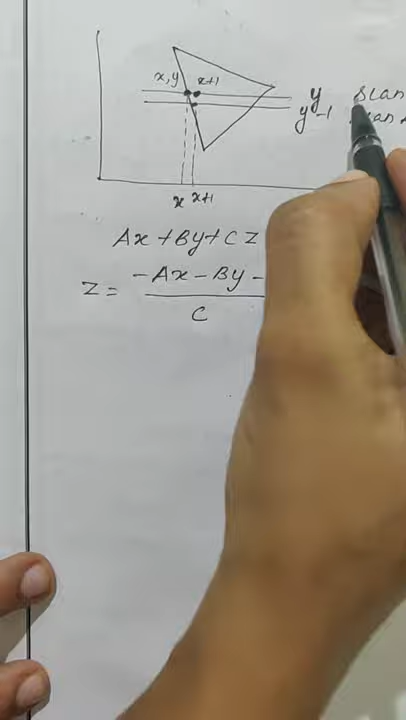 x, y x+1
y scan
y-1
x x+1
Ax + By + Cz
z = -Ax - By -
C